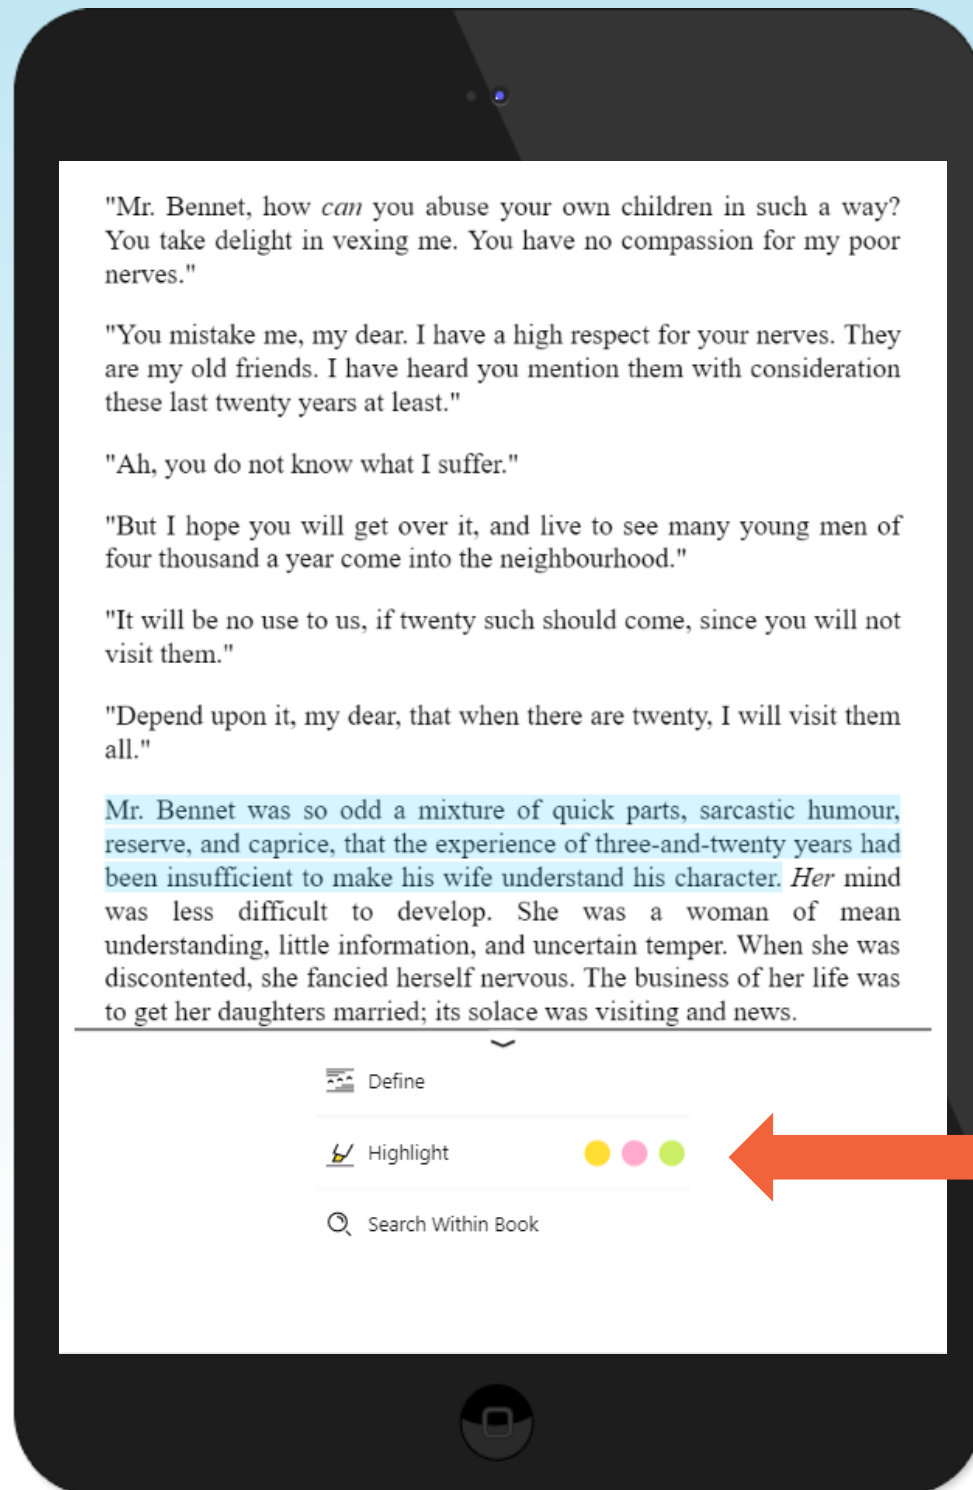 "Mr. Bennet, how can you abuse your own children in such a way?
You take delight in vexing me. You have no compassion for my poor
nerves."
"You mistake me, my dear. I have a high respect for your nerves. They
are my old friends. I have heard you mention them with consideration
these last twenty years at least."
"Ah, you do not know what I suffer."
"But I hope you will get over it, and live to see many young men of
four thousand a year come into the neighbourhood."
"It will be no use to us, if twenty such should come, since you will not
visit them."
"Depend upon it, my dear, that when there are twenty, I will visit them
all."
Mr. Bennet was so odd a mixture of quick parts, sarcastic humour,
reserve, and caprice, that the experience of three-and-twenty years had
been insufficient to make his wife understand his character. Her mind
was less difficult to develop. She was a woman of mean
understanding, little information, and uncertain temper. When she was
discontented, she fancied herself nervous. The business of her life was
to get her daughters married; its solace was visiting and news.
Define
Highlight
Search Within Book